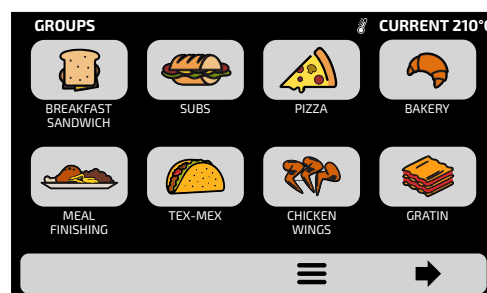 GROUPS
CURRENT 210°C
BREAKFAST
SANDWICH
SUBS
PIZZA
BAKERY
MEAL
FINISHING
TEX-MEX
CHICKEN
WINGS
GRATIN